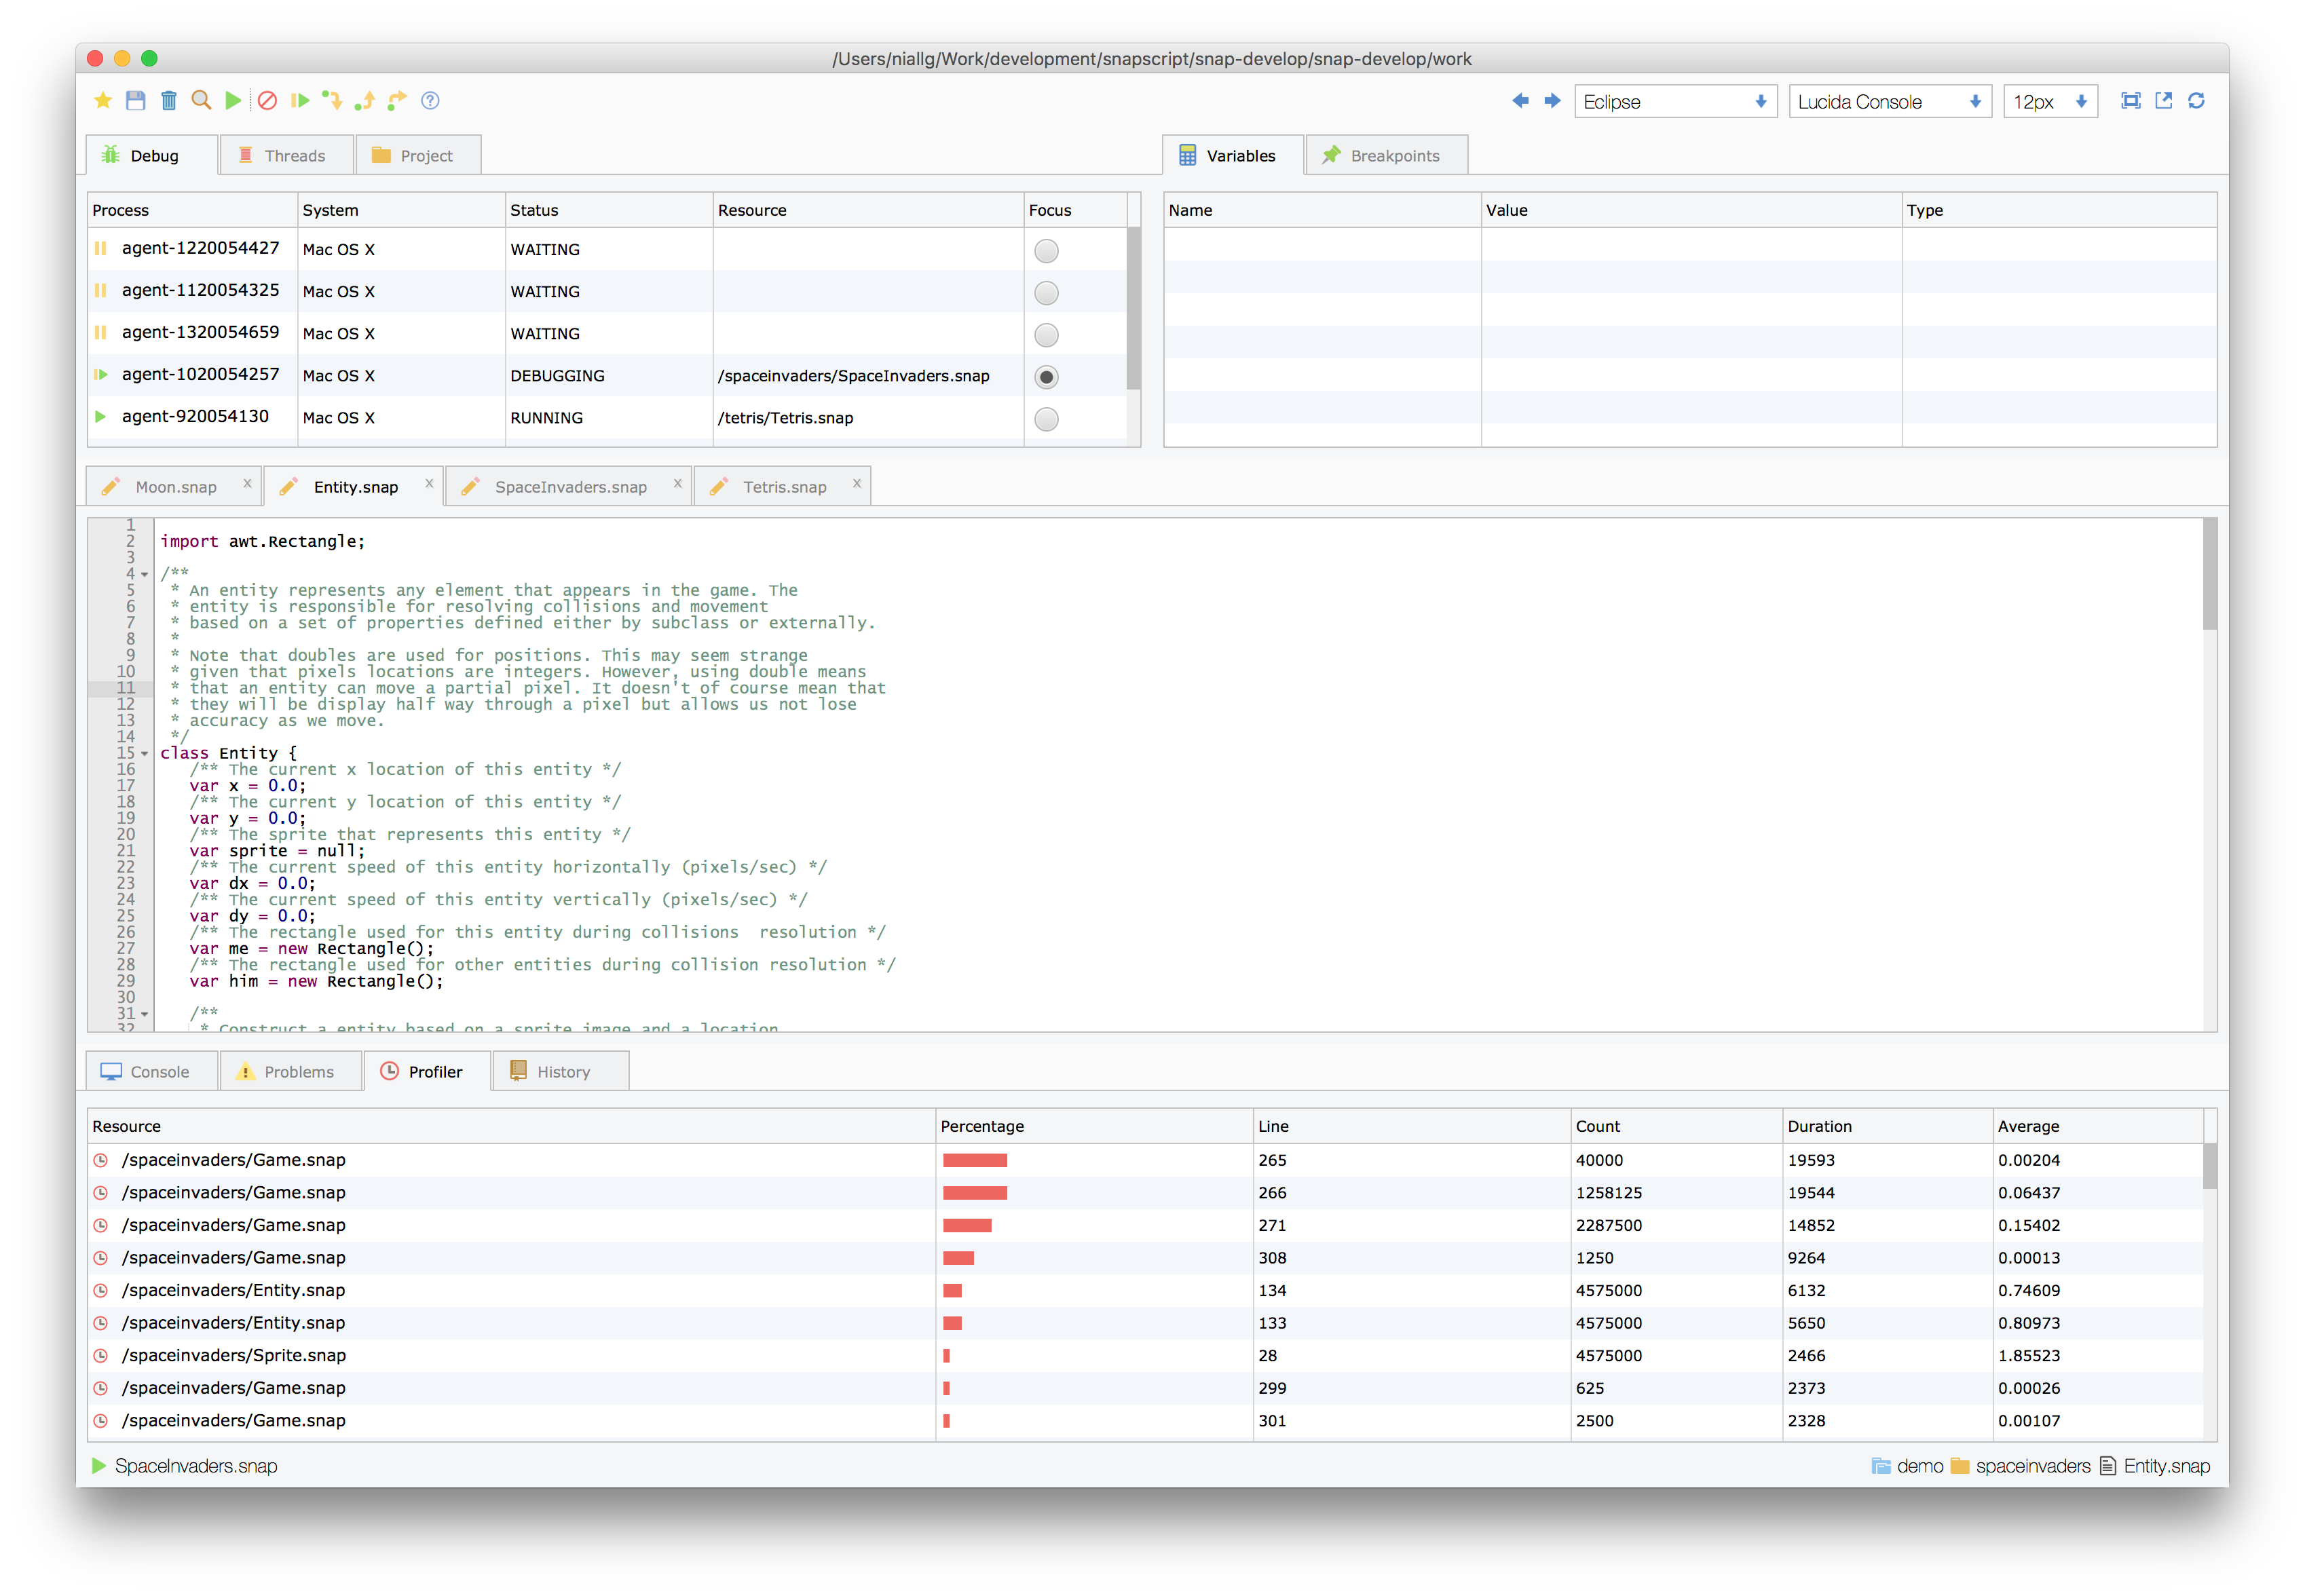 /Users/niallg/Work/development/snapscript/snap-develop/snap-develop/work
Eclipse Lucida Console 12px
Debug Threads Project Variables Breakpoints
Process System Status Resource Focus
agent-1220054427 Mac OS X WAITING
agent-1120054325 Mac OS X WAITING
agent-1320054659 Mac OS X WAITING
agent-1020054257 Mac OS X DEBUGGING /spaceinvaders/SpaceInvaders.snap
agent-920054130 Mac OS X RUNNING /tetris/Tetris.snap
Name Value Type
Moon.snap x Entity.snap x SpaceInvaders.snap x Tetris.snap x
1
2 import awt.Rectangle;
3
4 /**
5 * An entity represents any element that appears in the game. The
6 * entity is responsible for resolving collisions and movement
7 * based on a set of properties defined either by subclass or externally.
8 *
9 * Note that doubles are used for positions. This may seem strange
10 * given that pixels locations are integers. However, using double means
11 * that an entity can move a partial pixel. It doesn't of course mean that
12 * they will be display half way through a pixel but allows us not lose
13 * accuracy as we move.
14 */
15 class Entity {
16 /** The current x location of this entity */
17 var x = 0.0;
18 /** The current y location of this entity */
19 var y = 0.0;
20 /** The sprite that represents this entity */
21 var sprite = null;
22 /** The current speed of this entity horizontally (pixels/sec) */
23 var dx = 0.0;
24 /** The current speed of this entity vertically (pixels/sec) */
25 var dy = 0.0;
26 /** The rectangle used for this entity during collisions  resolution */
27 var me = new Rectangle();
28 /** The rectangle used for other entities during collision resolution */
29 var him = new Rectangle();
30
31 /**
32 * Construct a entity based on a sprite image and a location
Console Problems Profiler History
Resource Percentage Line Count Duration Average
/spaceinvaders/Game.snap 265 40000 19593 0.00204
/spaceinvaders/Game.snap 266 1258125 19544 0.06437
/spaceinvaders/Game.snap 271 2287500 14852 0.15402
/spaceinvaders/Game.snap 308 1250 9264 0.00013
/spaceinvaders/Entity.snap 134 4575000 6132 0.74609
/spaceinvaders/Entity.snap 133 4575000 5650 0.80973
/spaceinvaders/Sprite.snap 28 4575000 2466 1.85523
/spaceinvaders/Game.snap 299 625 2373 0.00026
/spaceinvaders/Game.snap 301 2500 2328 0.00107
SpaceInvaders.snap demo spaceinvaders Entity.snap